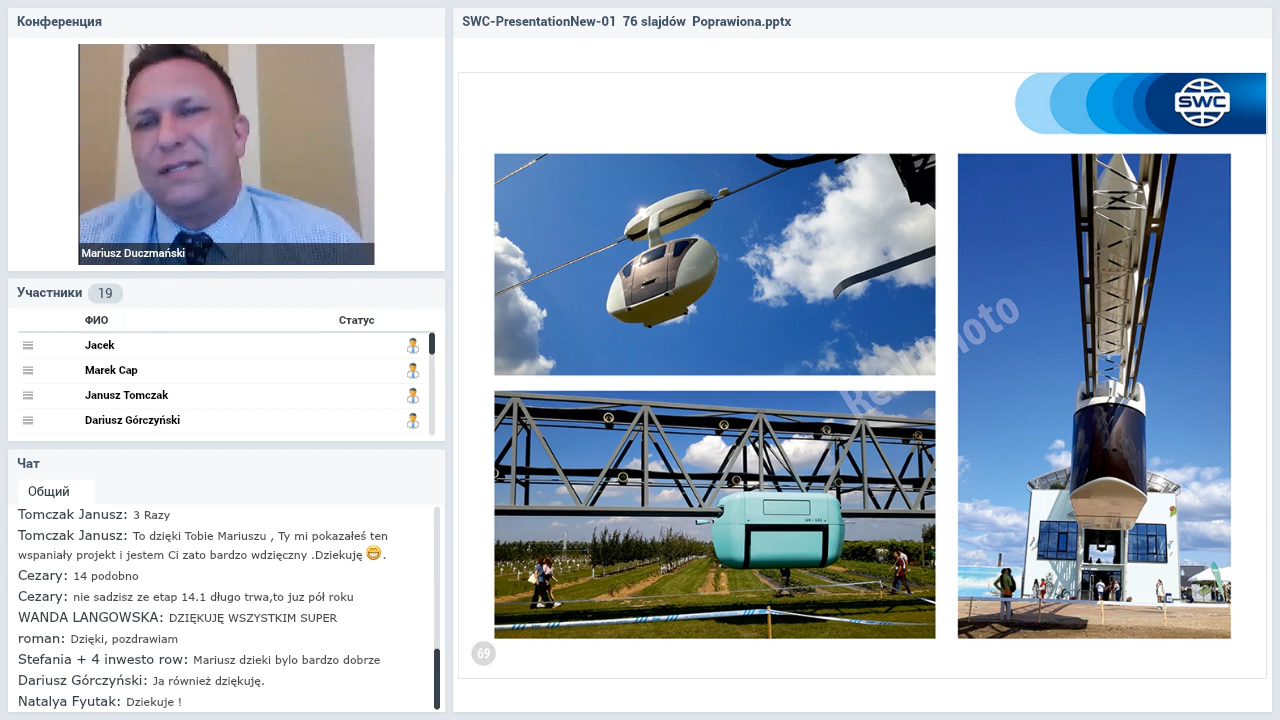 Конференция
Mariusz Duczmański
Участники 19
ФИО Статус
Jacek
Marek Cap
Janusz Tomczak
Dariusz Górczyński
Чат
Общий
Tomczak Janusz: 3 Razy
Tomczak Janusz: To dzięki Tobie Mariuszu , Ty mi pokazałeś ten
wspaniały projekt i jestem Ci zato bardzo wdzięczny .Dziekuję 😁.
Cezary: 14 podobno
Cezary: nie sadzisz ze etap 14.1 długo trwa,to juz pół roku
WANDA LANGOWSKA: DZIĘKUJĘ WSZYSTKIM SUPER
roman: Dzięki, pozdrawiam
Stefania + 4 inwesto row: Mariusz dzieki bylo bardzo dobrze
Dariusz Górczyński: Ja również dziękuję.
Natalya Fyutak: Dziekuje !
SWC-PresentationNew-01 76 slajdów Poprawiona.pptx
SWC
69